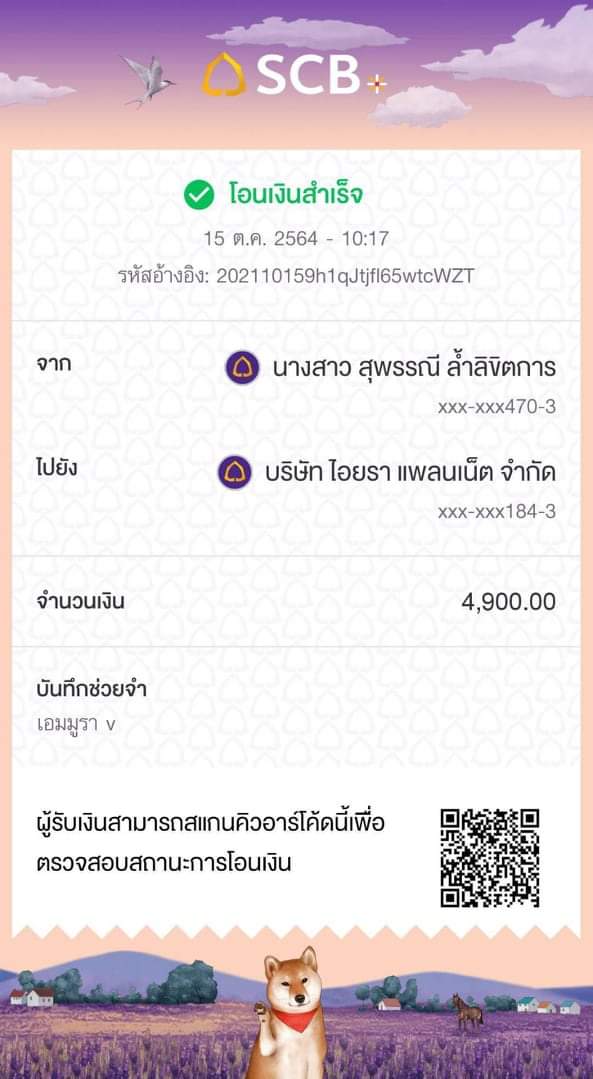 SCB
โอนเงินสำเร็จ
15 ต.ค. 2564 - 10:17
รหัสอ้างอิง: 202110159h1qJtjfl65wtcWZT
จาก
นางสาว สุพรรณี ล้ำลิขิตการ
xxx-xxx470-3
ไปยัง
บริษัท ไอยรา แพลนเน็ต จำกัด
xxx-xxx184-3
จำนวนเงิน
4,900.00
บันทึกช่วยจำ
เอมมูรา v
ผู้รับเงินสามารถสแกนคิวอาร์โค้ดนี้เพื่อ
ตรวจสอบสถานะการโอนเงิน